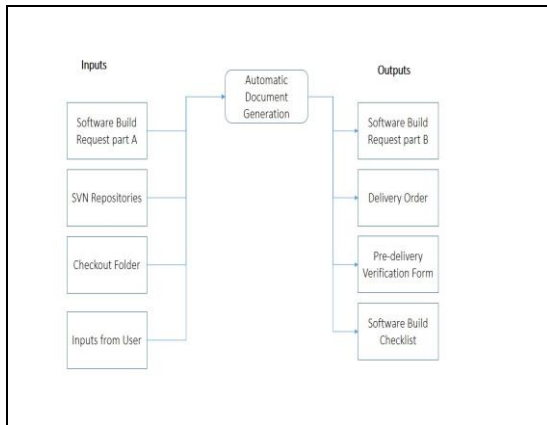 Inputs
Automatic
Document
Generation
Outputs
Software Build
Request part A
SVN Repositories
Checkout Folder
Inputs from User
Software Build
Request part B
Delivery Order
Pre-delivery
Verification Form
Software Build
Checklist